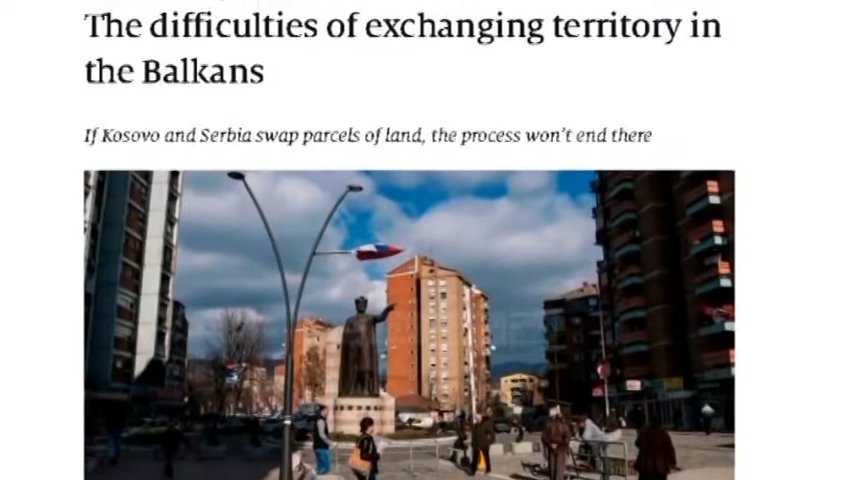 The difficulties of exchanging territory in
the Balkans
If Kosovo and Serbia swap parcels of land, the process won't end there